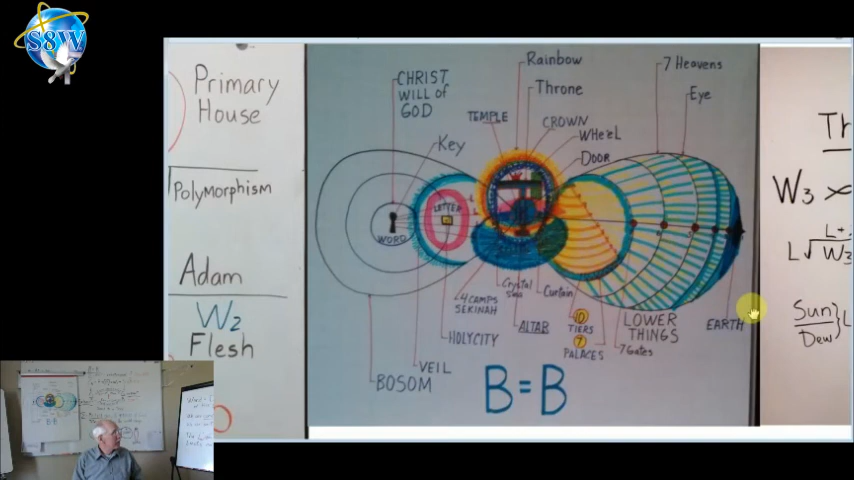 S8W
Primary
House
Polymorphism
Adam
W2
Flesh
CHRIST
WILL of
GOD
Key
TEMPLE
Rainbow
Throne
CROWN
WHeeL
DOOR
7 Heavens
Eye
LETTER
WORD
Crystal
Curtain
4 CAMPS
SEKINAH
HOLYCITY
VEIL
BOSOM
ALTAR
10
TIERS
7
PALACES
7 Gates
LOWER
THINGS
EARTH
B = B
W3
L√W3
Sun
Dew